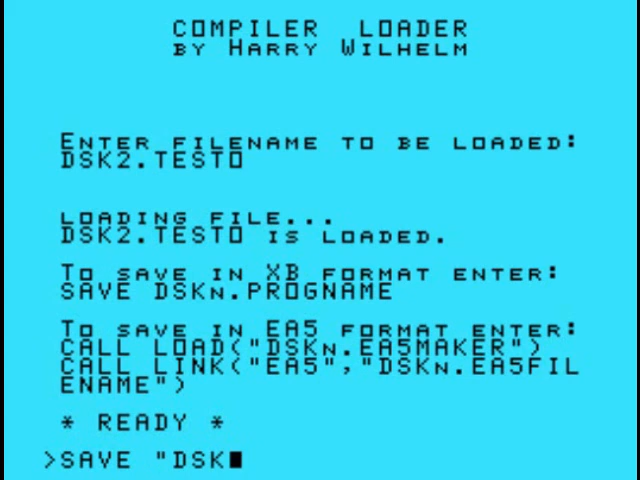 COMPILER LOADER
by Harry Wilhelm
Enter filename to be loaded:
DSK2.TESTO
loading file...
DSK2.TESTO is loaded.
To save in XB format enter:
SAVE DSKn.PROGNAME
To save in EA5 format enter:
CALL LOAD("DSKn.EA5MAKER")
CALL LINK("EA5","DSKn.EA5FIL
ENAME")
* READY *
>SAVE "DSK